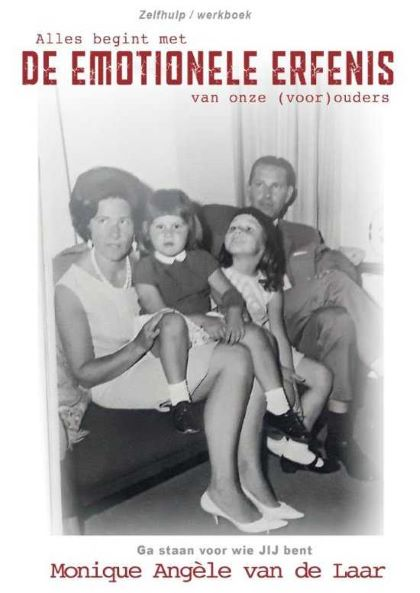 Zelfhulp / werkboek
Alles begint met
DE EMOTIONELE ERFENIS
van onze (voor)ouders
Ga staan voor wie JIJ bent
Monique Angèle van de Laar